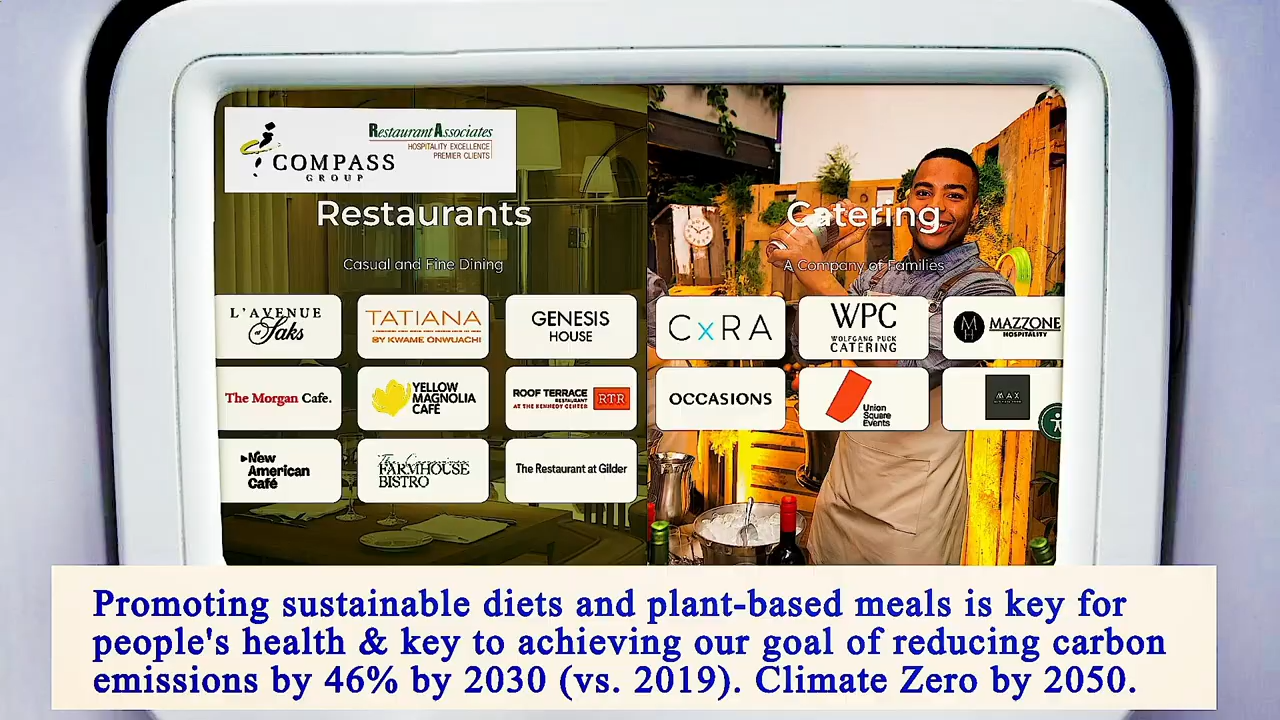 COMPASS
GROUP
Restaurant Associates
HOSPITALITY EXCELLENCE
PREMIER CLIENTS
Restaurants
Casual and Fine Dining
L'AVENUE
Saks
TATIANA
BY KWAME ONWUACHI
GENESIS
HOUSE
The Morgan Cafe.
YELLOW
MAGNOLIA
CAFÉ
ROOF TERRACE
RESTAURANT
AT THE KENNEDY CENTER
RTR
New
American
Café
FARMHOUSE
BISTRO
The Restaurant at Gilder
Catering
A Company of Families
CxRA
WPC
WOLFGANG PUCK
CATERING
MH
MAZZONE
HOSPITALITY
OCCASIONS
Union
Square
Events
MAX
Promoting sustainable diets and plant-based meals is key for
people's health & key to achieving our goal of reducing carbon
emissions by 46% by 2030 (vs. 2019). Climate Zero by 2050.